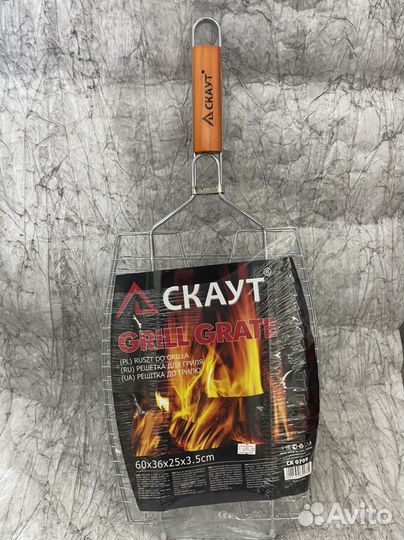 СКАУТ®
СКАУТ®
GRILL GRATE
(PL) RUSZT DO GRILLA
(RU) РЕШЕТКА ДЛЯ ГРИЛЯ
(UA) РЕШІТКА ДО ГРИЛЮ
60x36x25x3.5cm
Avito